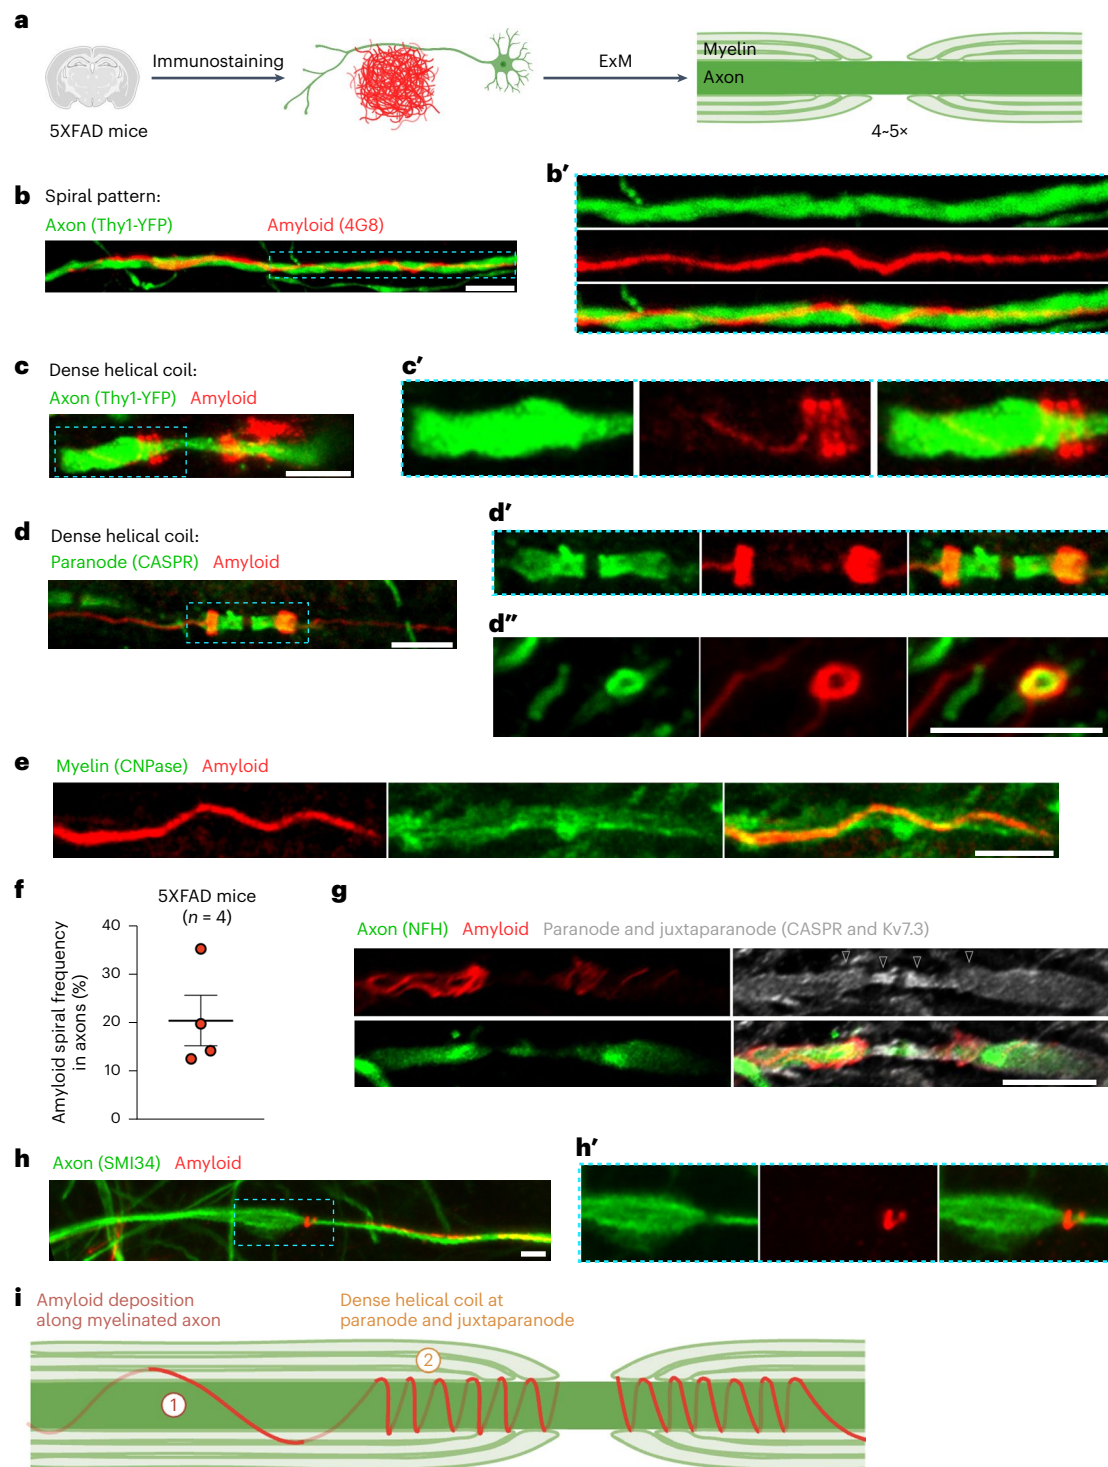 a
Immunostaining
ExM
5XFAD mice
Myelin
Axon
4~5×
b
Spiral pattern:
Axon (Thy1-YFP) Amyloid (4G8)
b′
c
Dense helical coil:
Axon (Thy1-YFP) Amyloid
c′
d
Dense helical coil:
Paranode (CASPR) Amyloid
d′
d″
e
Myelin (CNPase) Amyloid
f
5XFAD mice
(n = 4)
Amyloid spiral frequency
in axons (%)
40
30
20
10
0
g
Axon (NFH) Amyloid Paranode and juxtaparanode (CASPR and Kv7.3)
h
Axon (SMI34) Amyloid
h′
i
Amyloid deposition
along myelinated axon
Dense helical coil at
paranode and juxtaparanode
1
2